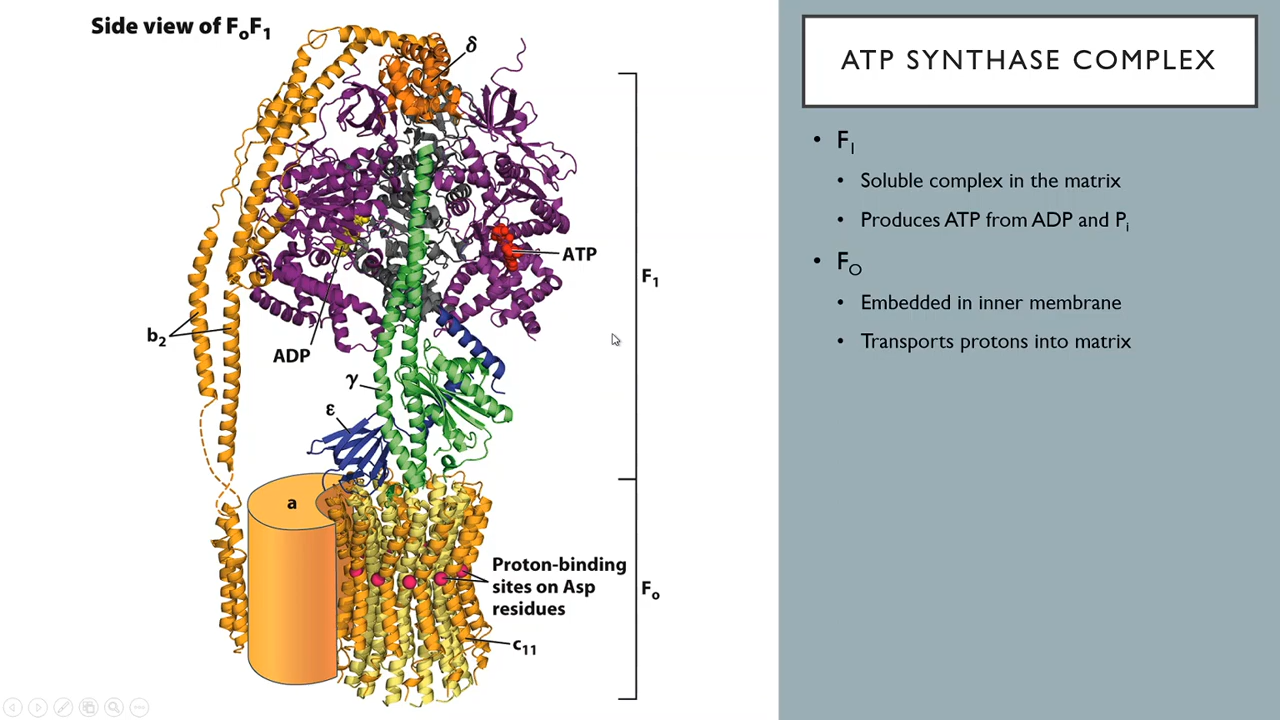 Side view of FₒF₁
δ
ATP
F₁
b₂
ADP
γ
ε
a
Proton-binding
sites on Asp
residues
Fₒ
c₁₁
ATP SYNTHASE COMPLEX
• F₁
• Soluble complex in the matrix
• Produces ATP from ADP and Pᵢ
• F_O
• Embedded in inner membrane
• Transports protons into matrix